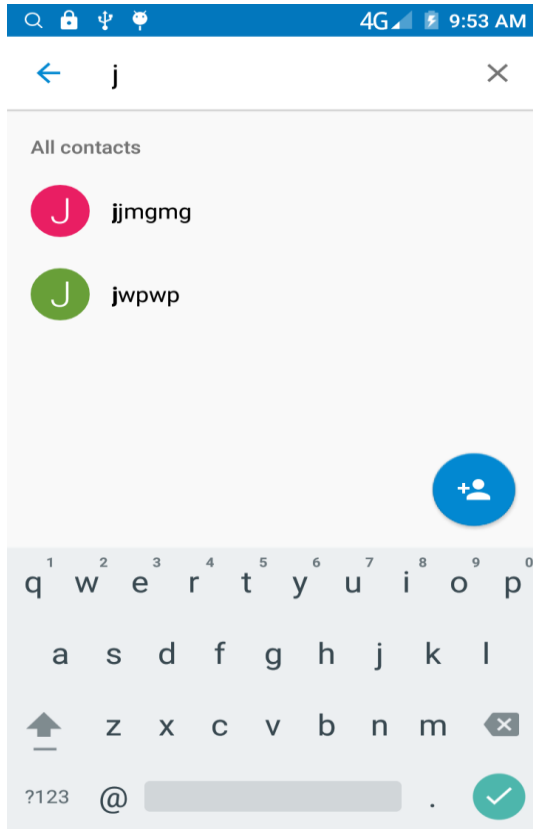 4G 9:53 AM
j
All contacts
J jjmgmg
J jwpwp
1 2 3 4 5 6 7 8 9 0
q w e r t y u i o p
a s d f g h j k l
z x c v b n m
?123 @ .